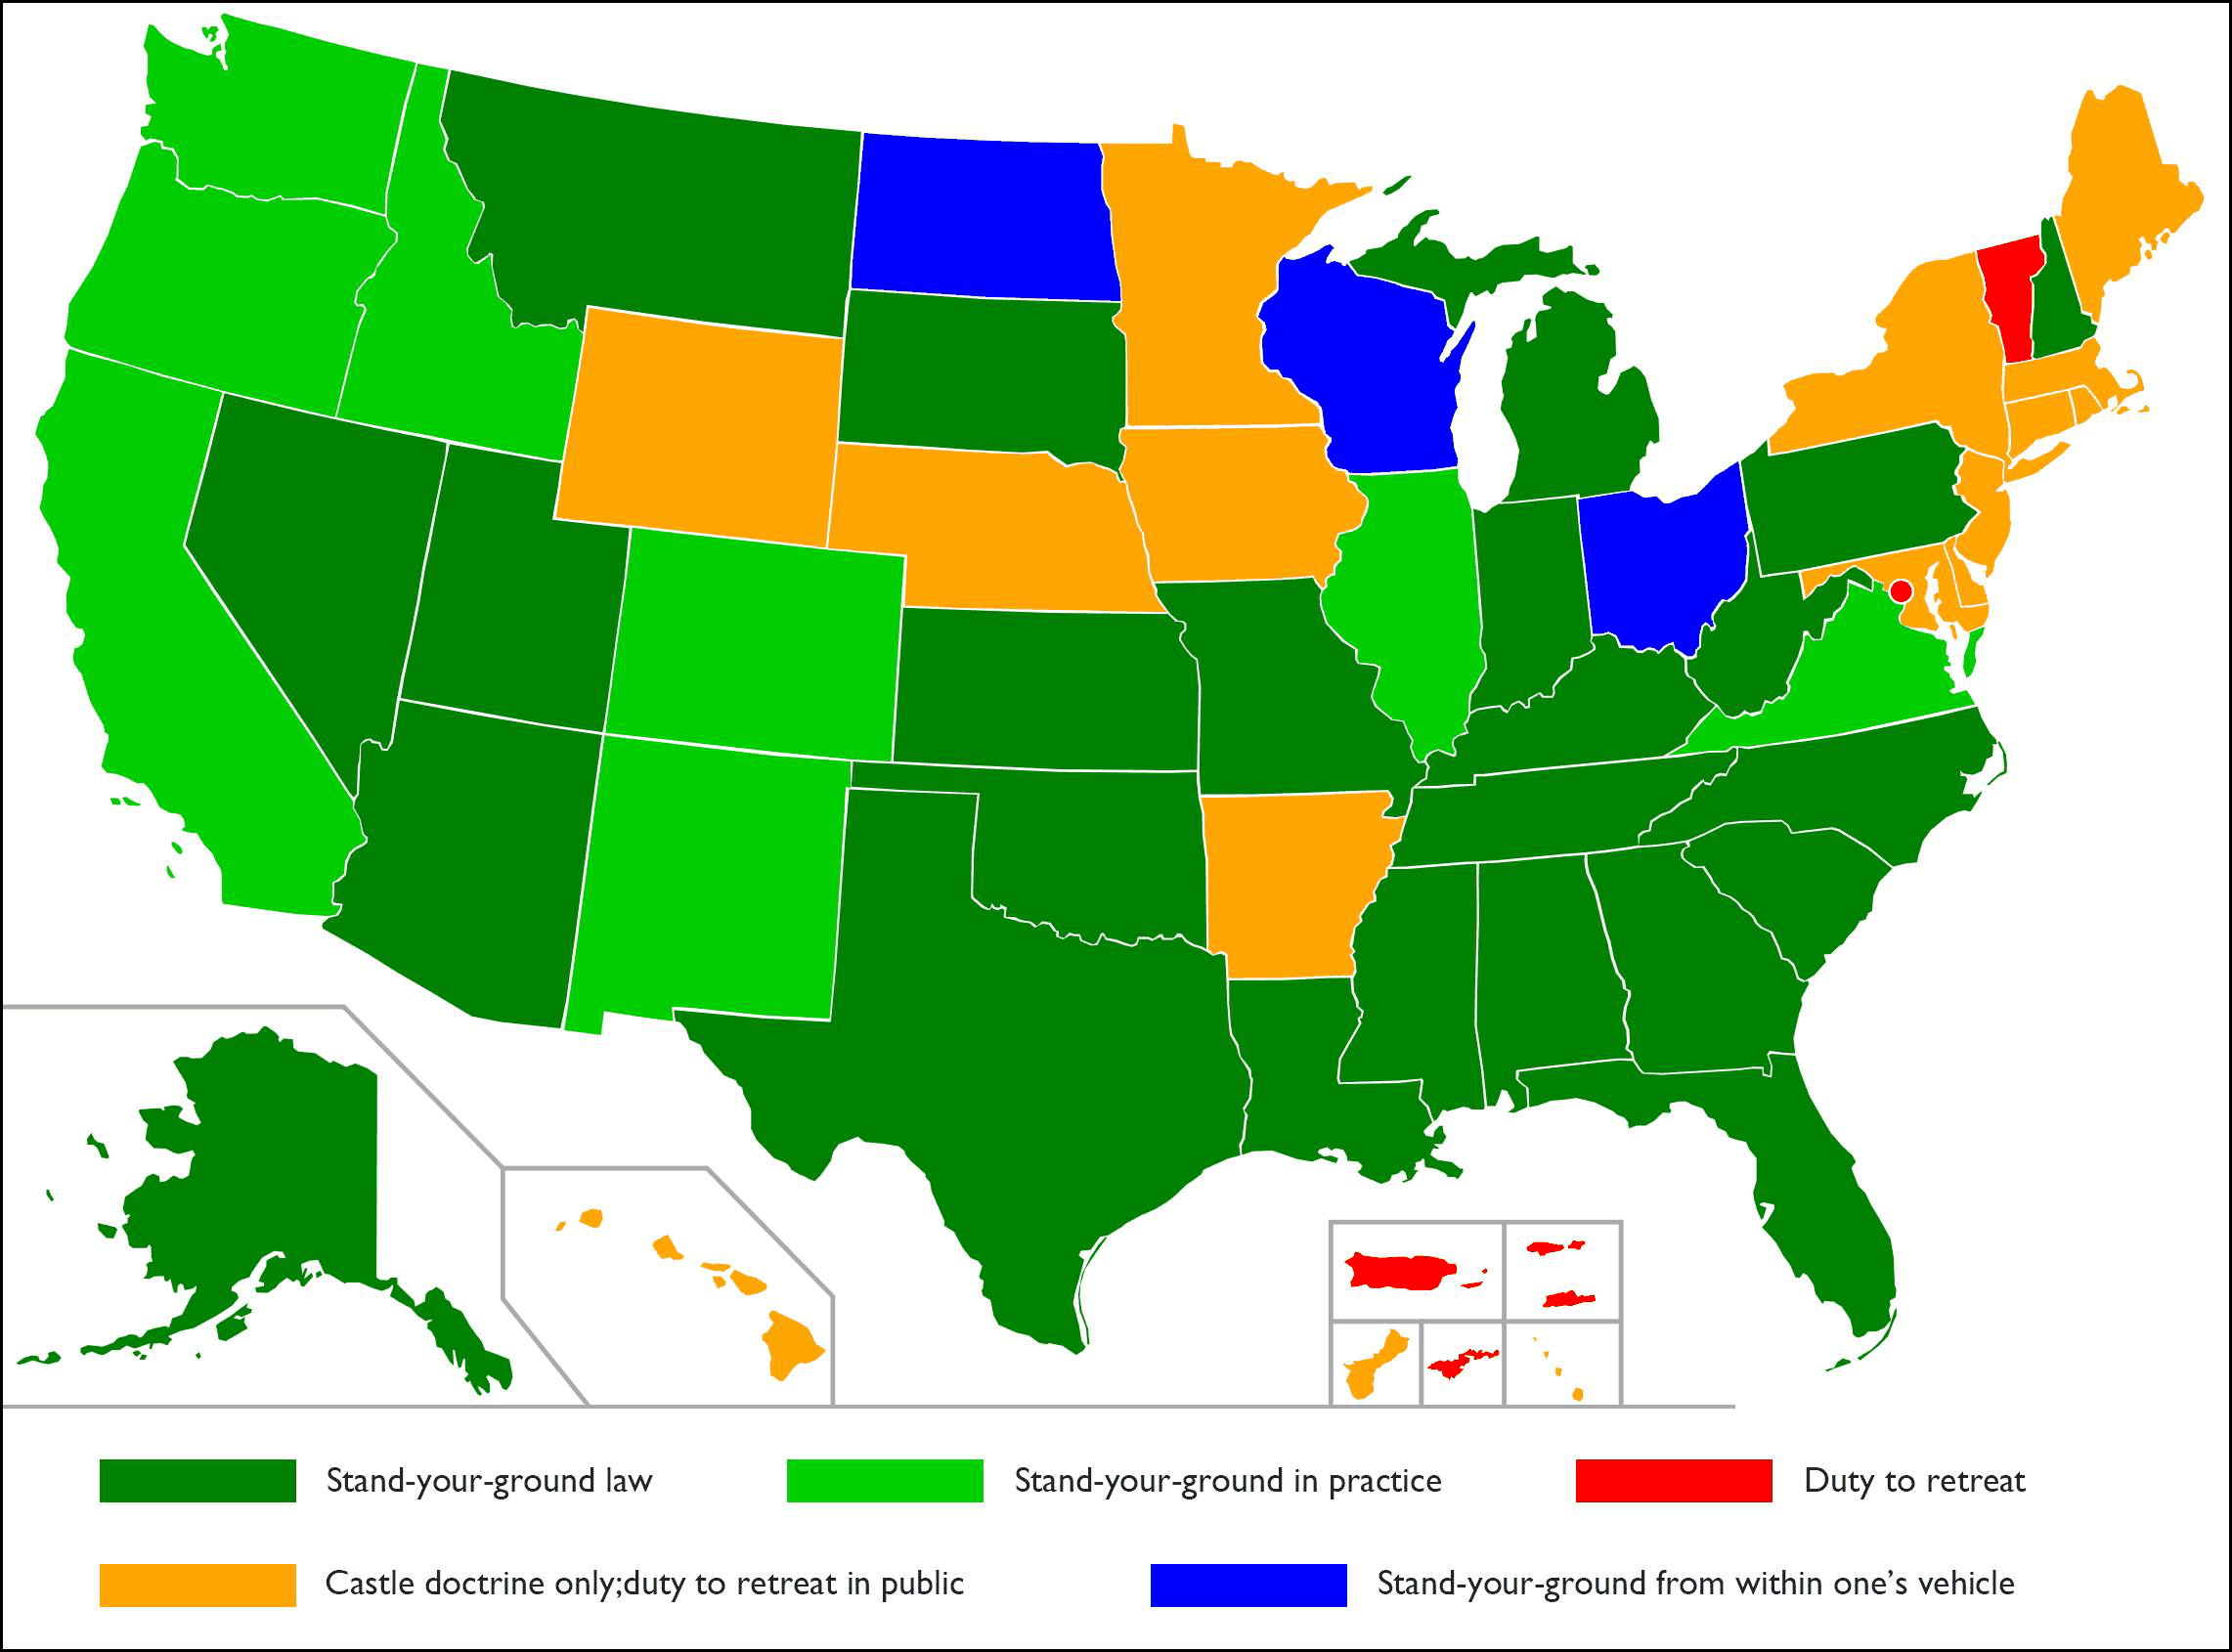 Stand-your-ground law
Stand-your-ground in practice
Duty to retreat
Castle doctrine only;duty to retreat in public
Stand-your-ground from within one's vehicle